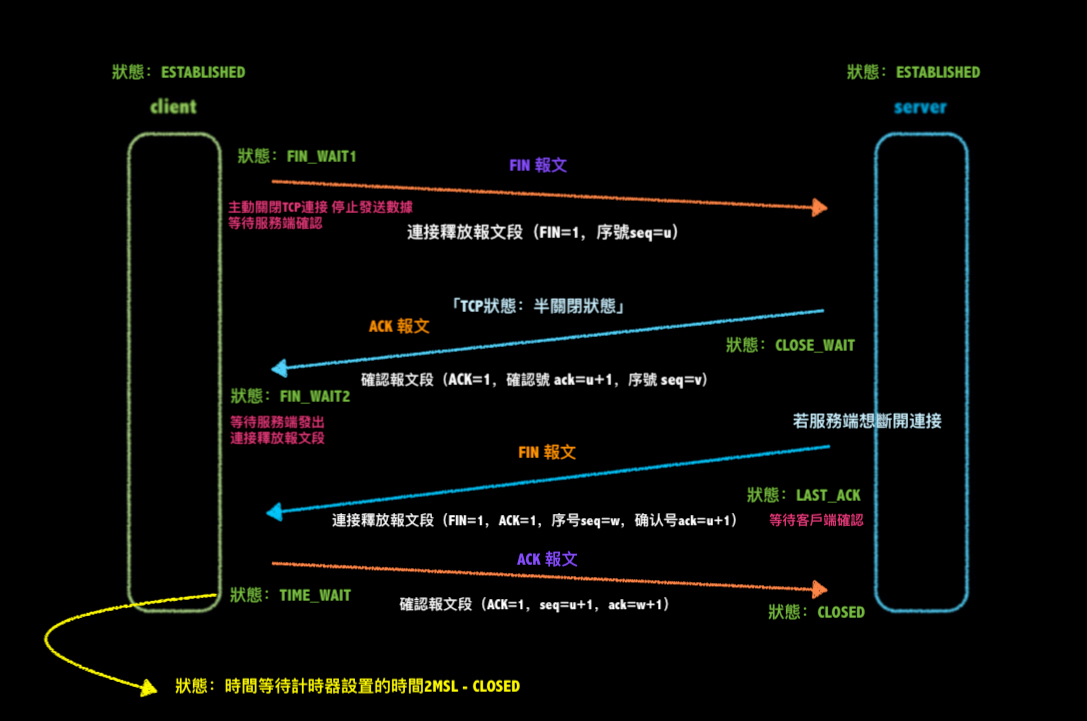 狀態：ESTABLISHED
狀態：ESTABLISHED
client
server
狀態：FIN_WAIT1
FIN 報文
主動關閉TCP連接 停止發送數據
等待服務端確認
連接釋放報文段（FIN=1，序號seq=u）
「TCP狀態：半關閉狀態」
ACK 報文
狀態：CLOSE_WAIT
確認報文段（ACK=1，確認號 ack=u+1，序號 seq=v）
狀態：FIN_WAIT2
等待服務端發出
連接釋放報文段
若服務端想斷開連接
FIN 報文
狀態：LAST_ACK
連接釋放報文段（FIN=1，ACK=1，序号seq=w，确认号ack=u+1）
等待客戶端確認
ACK 報文
狀態：TIME_WAIT
確認報文段（ACK=1，seq=u+1，ack=w+1）
狀態：CLOSED
狀態：時間等待計時器設置的時間2MSL - CLOSED